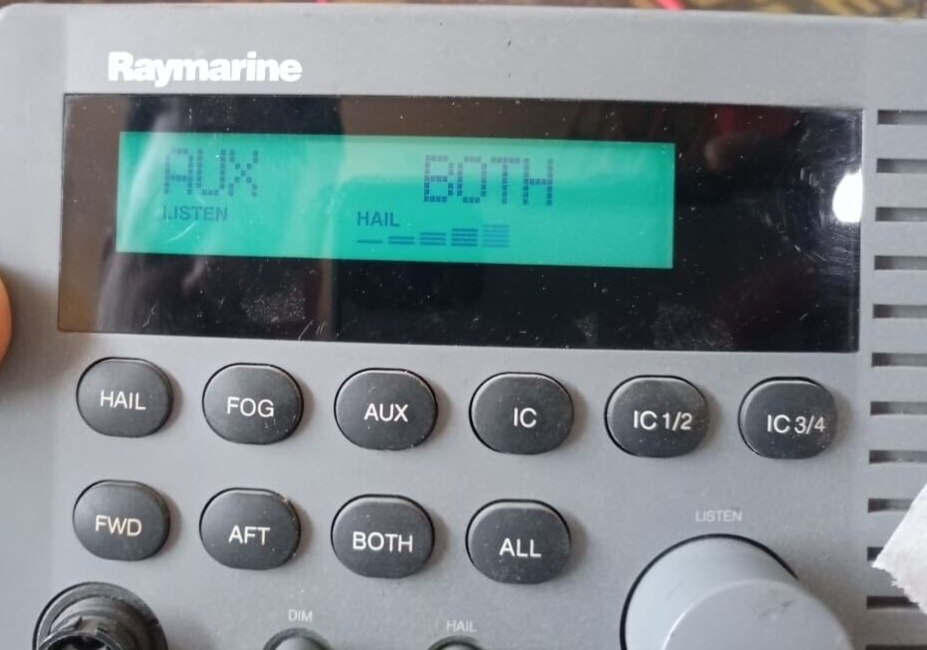 Raymarine
AUX BOTH
LISTEN HAIL
HAIL FOG AUX IC IC 1/2 IC 3/4
FWD AFT BOTH ALL
LISTEN
DIM HAIL